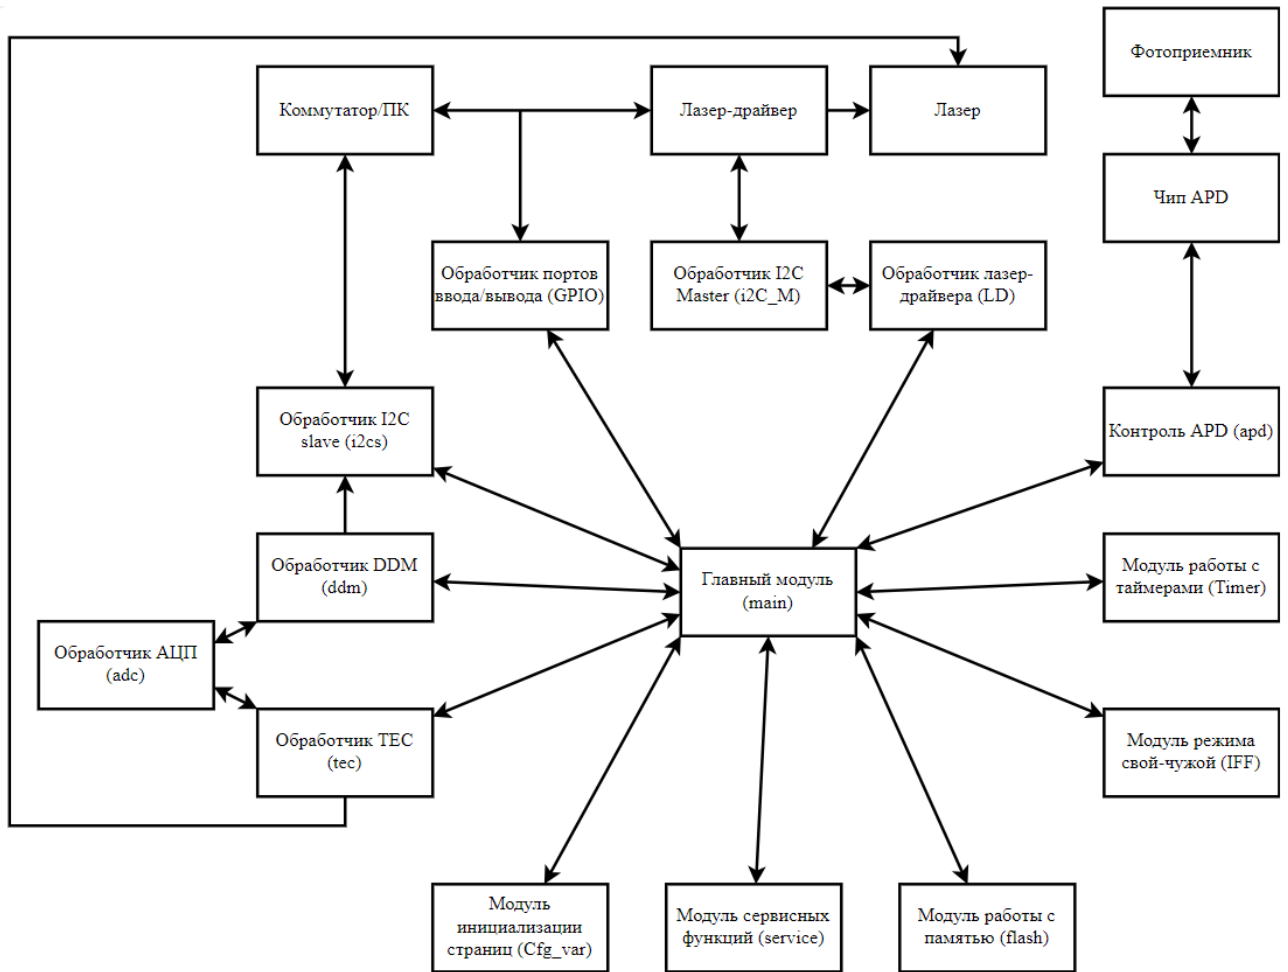 Фотоприемник
Коммутатор/ПК
Лазер-драйвер
Лазер
Чип APD
Обработчик портов
ввода/вывода (GPIO)
Обработчик I2C
Master (i2C_M)
Обработчик лазер-
драйвера (LD)
Обработчик I2C
slave (i2cs)
Контроль APD (apd)
Обработчик DDM
(ddm)
Главный модуль
(main)
Модуль работы с
таймерами (Timer)
Обработчик АЦП
(adc)
Обработчик TEC
(tec)
Модуль режима
свой-чужой (IFF)
Модуль
инициализации
страниц (Cfg_var)
Модуль сервисных
функций (service)
Модуль работы с
памятью (flash)